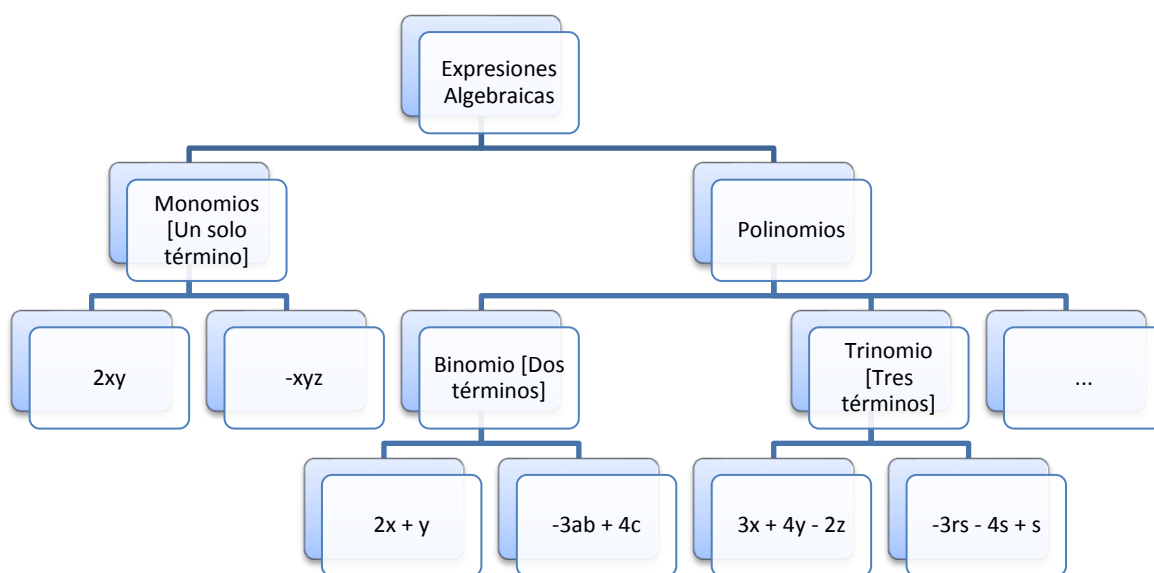 Expresiones
Algebraicas
Monomios
[Un solo
término]
Polinomios
2xy
-xyz
Binomio [Dos
términos]
Trinomio
[Tres
términos]
...
2x + y
-3ab + 4c
3x + 4y - 2z
-3rs - 4s + s